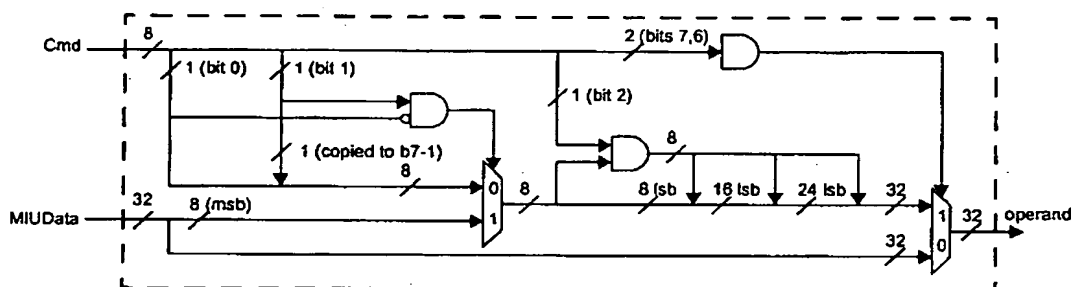 Cmd
8
2 (bits 7,6)
1 (bit 0)
1 (bit 1)
1 (bit 2)
8
1 (copied to b7-1)
8
0
1
8
8 lsb
16 lsb
24 lsb
32
MIUData
32
8 (msb)
1
0
32
operand
32